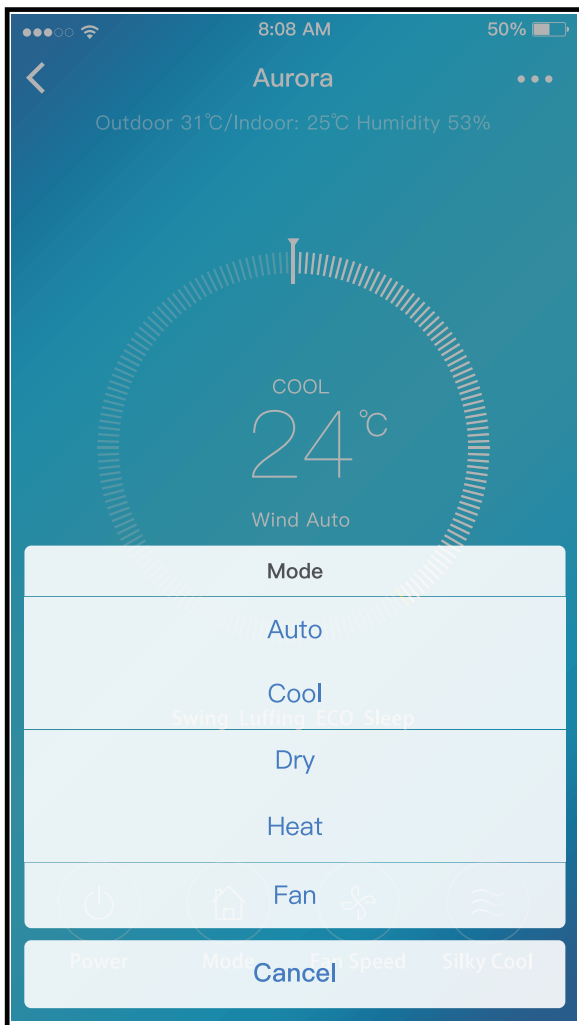 8:08 AM 50%
Aurora
Outdoor 31℃/Indoor: 25℃ Humidity 53%
COOL
24℃
Wind Auto
Mode
Auto
Cool
Swing Luffing ECO Sleep
Dry
Heat
Fan
Power Mode Fan Speed Silky Cool
Cancel